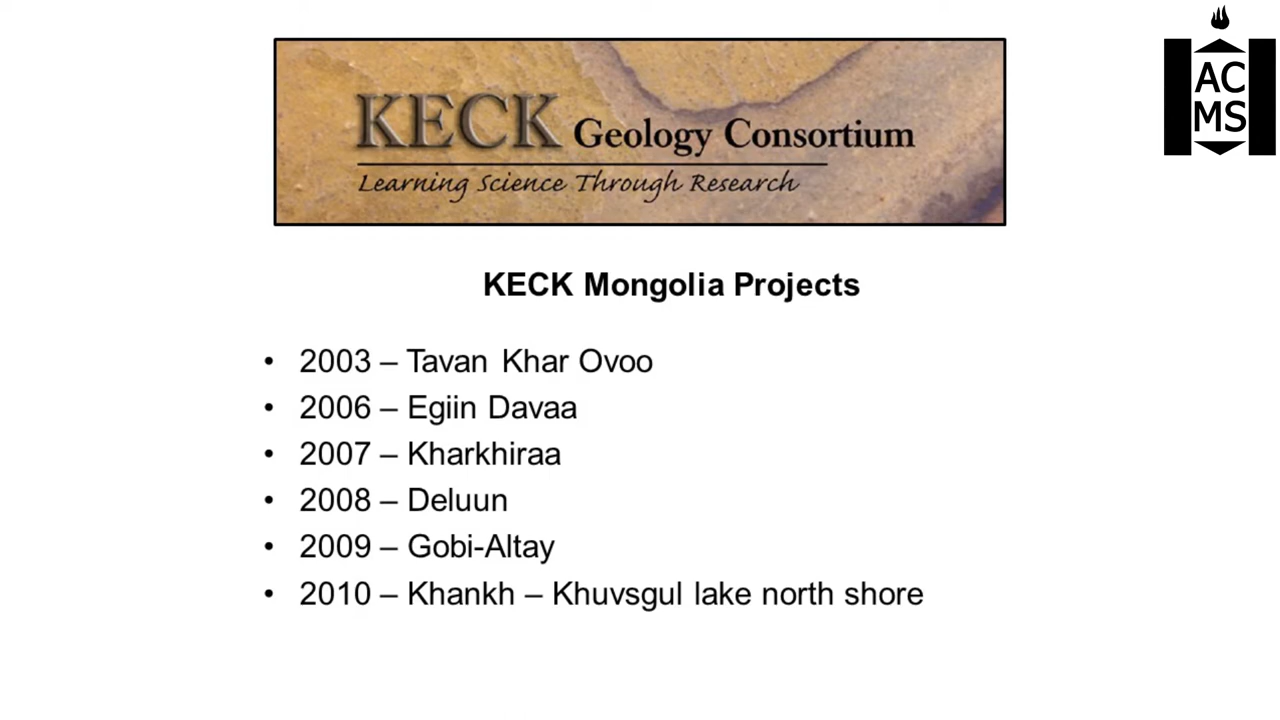 AC
MS
KECK Geology Consortium
Learning Science Through Research
KECK Mongolia Projects
• 2003 – Tavan Khar Ovoo
• 2006 – Egiin Davaa
• 2007 – Kharkhiraa
• 2008 – Deluun
• 2009 – Gobi-Altay
• 2010 – Khankh – Khuvsgul lake north shore